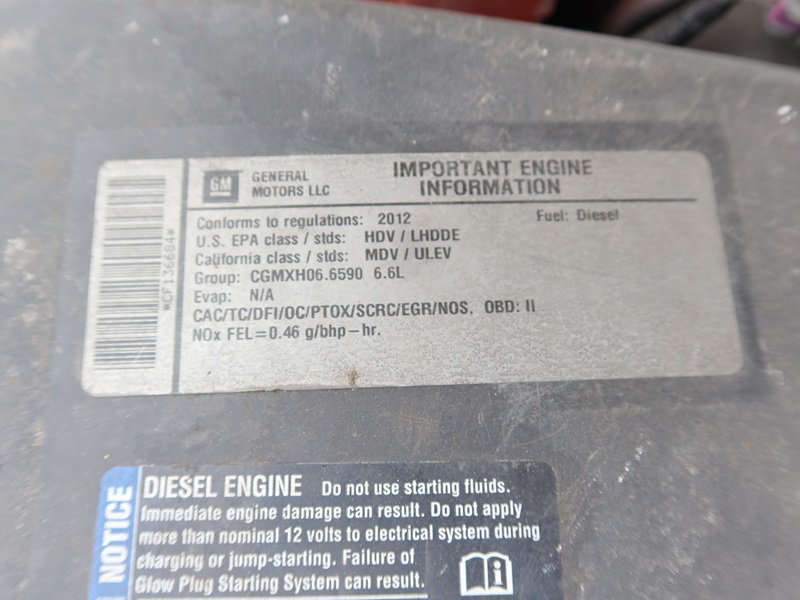 GM
GENERAL
MOTORS LLC
IMPORTANT ENGINE
INFORMATION
Conforms to regulations: 2012
Fuel: Diesel
U.S. EPA class / stds: HDV / LHDDE
California class / stds: MDV / ULEV
Group: CGMXH06.6590 6.6L
Evap: N/A
CAC/TC/DFI/OC/PTOX/SCRC/EGR/NOS, OBD: II
NOx FEL=0.46 g/bhp-hr.
*CF136684*
NOTICE
DIESEL ENGINE Do not use starting fluids.
Immediate engine damage can result. Do not apply
more than nominal 12 volts to electrical system during
charging or jump-starting. Failure of
Glow Plug Starting System can result.